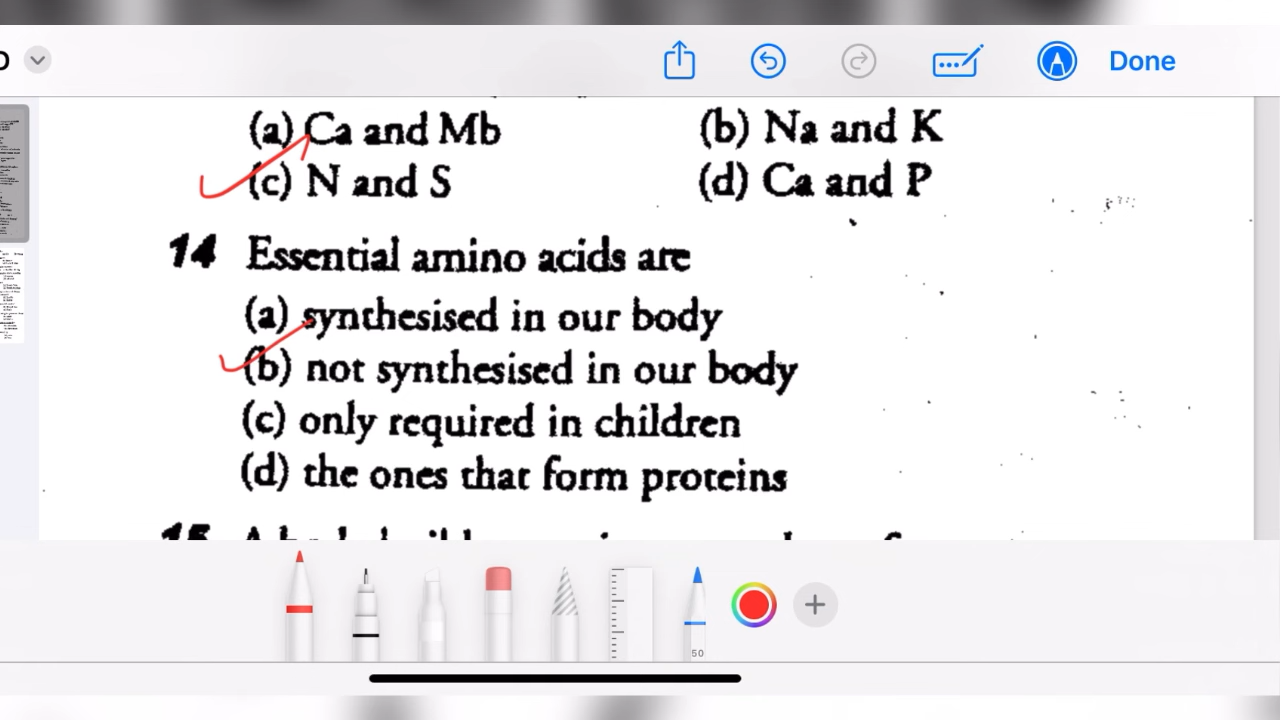 Done
(a) Ca and Mb (b) Na and K
(c) N and S (d) Ca and P
14 Essential amino acids are
(a) synthesised in our body
(b) not synthesised in our body
(c) only required in children
(d) the ones that form proteins
50